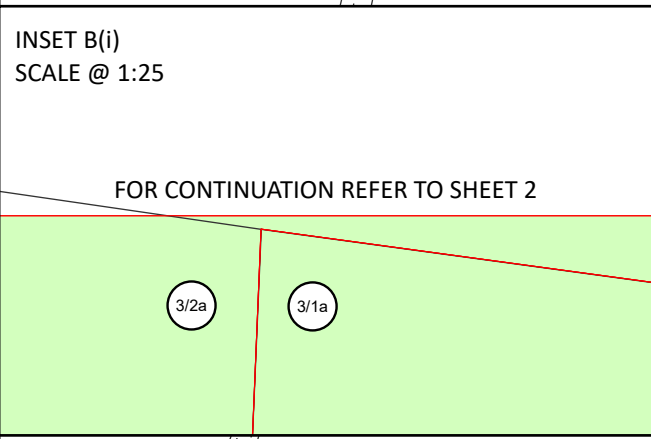 INSET B(i)
SCALE @ 1:25
FOR CONTINUATION REFER TO SHEET 2
3/2a
3/1a